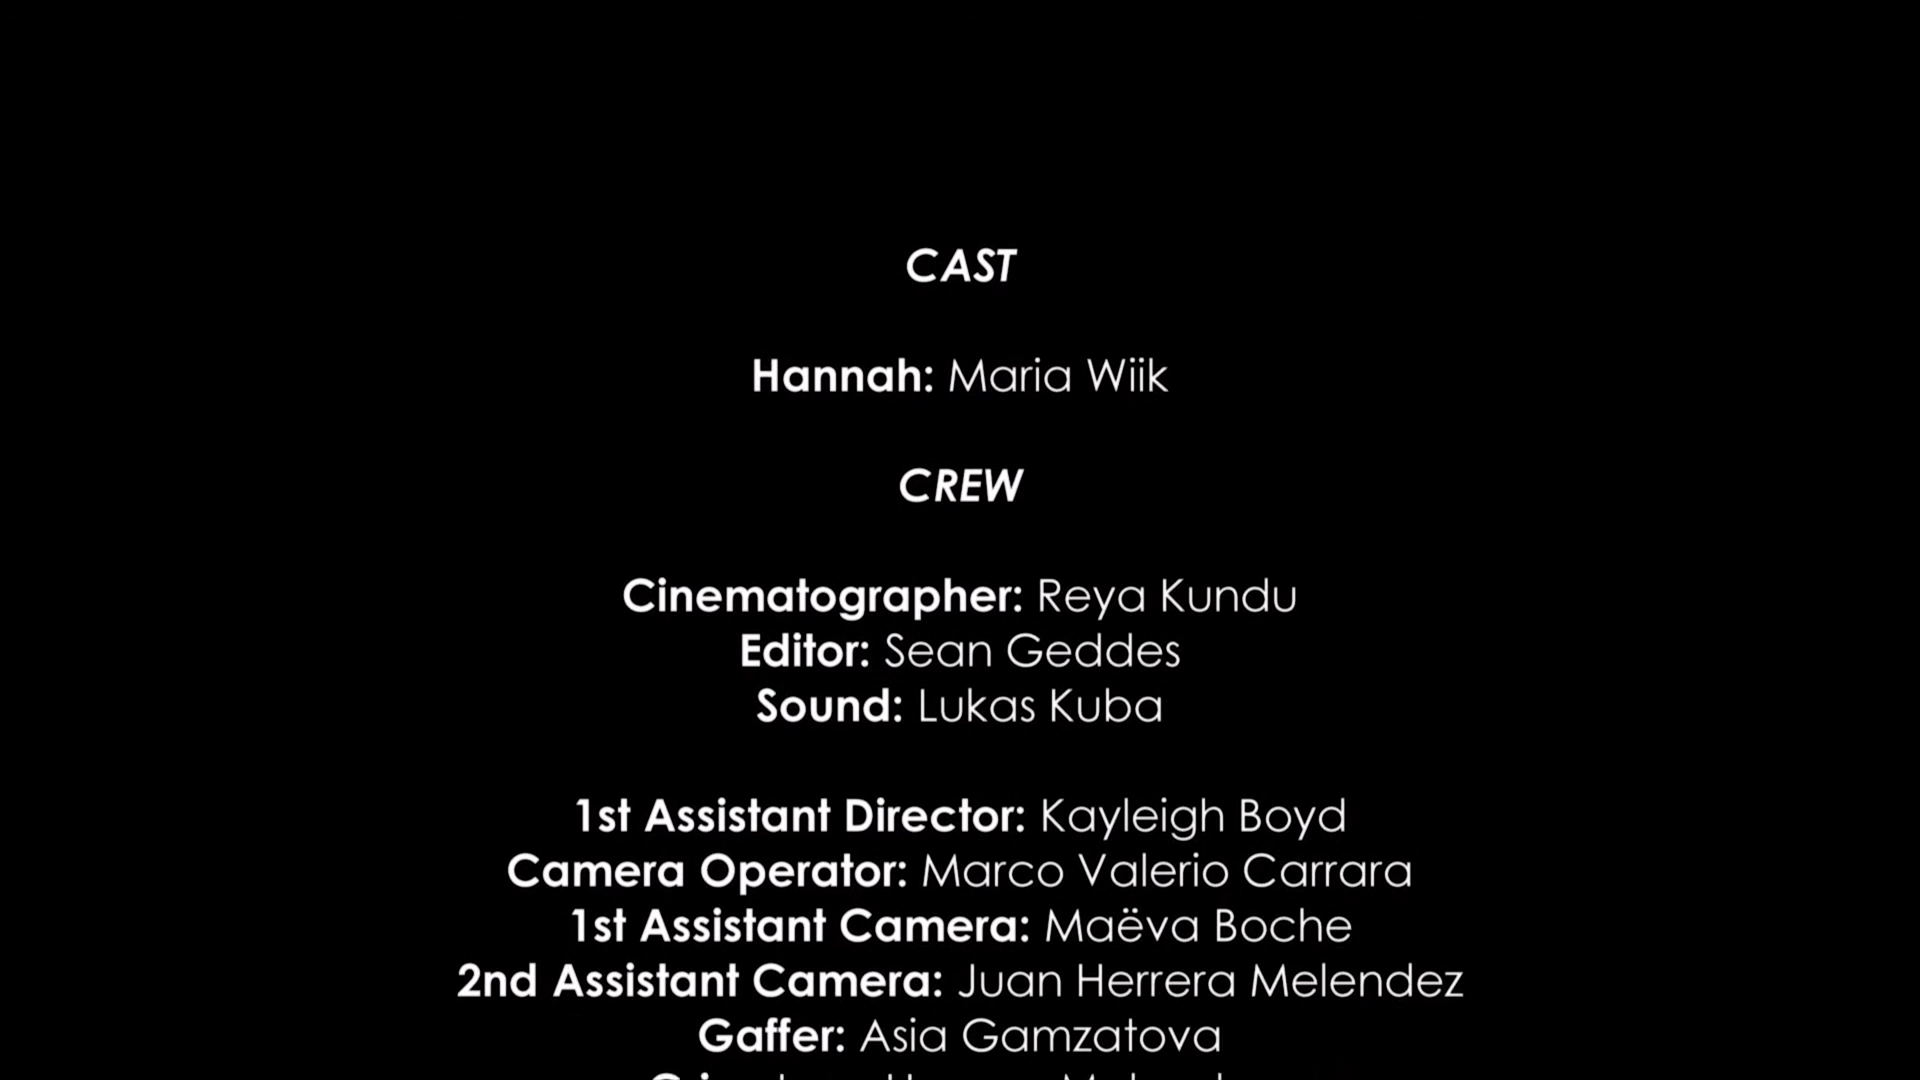 CAST
Hannah: Maria Wiik
CREW
Cinematographer: Reya Kundu
Editor: Sean Geddes
Sound: Lukas Kuba
1st Assistant Director: Kayleigh Boyd
Camera Operator: Marco Valerio Carrara
1st Assistant Camera: Maëva Boche
2nd Assistant Camera: Juan Herrera Melendez
Gaffer: Asia Gamzatova